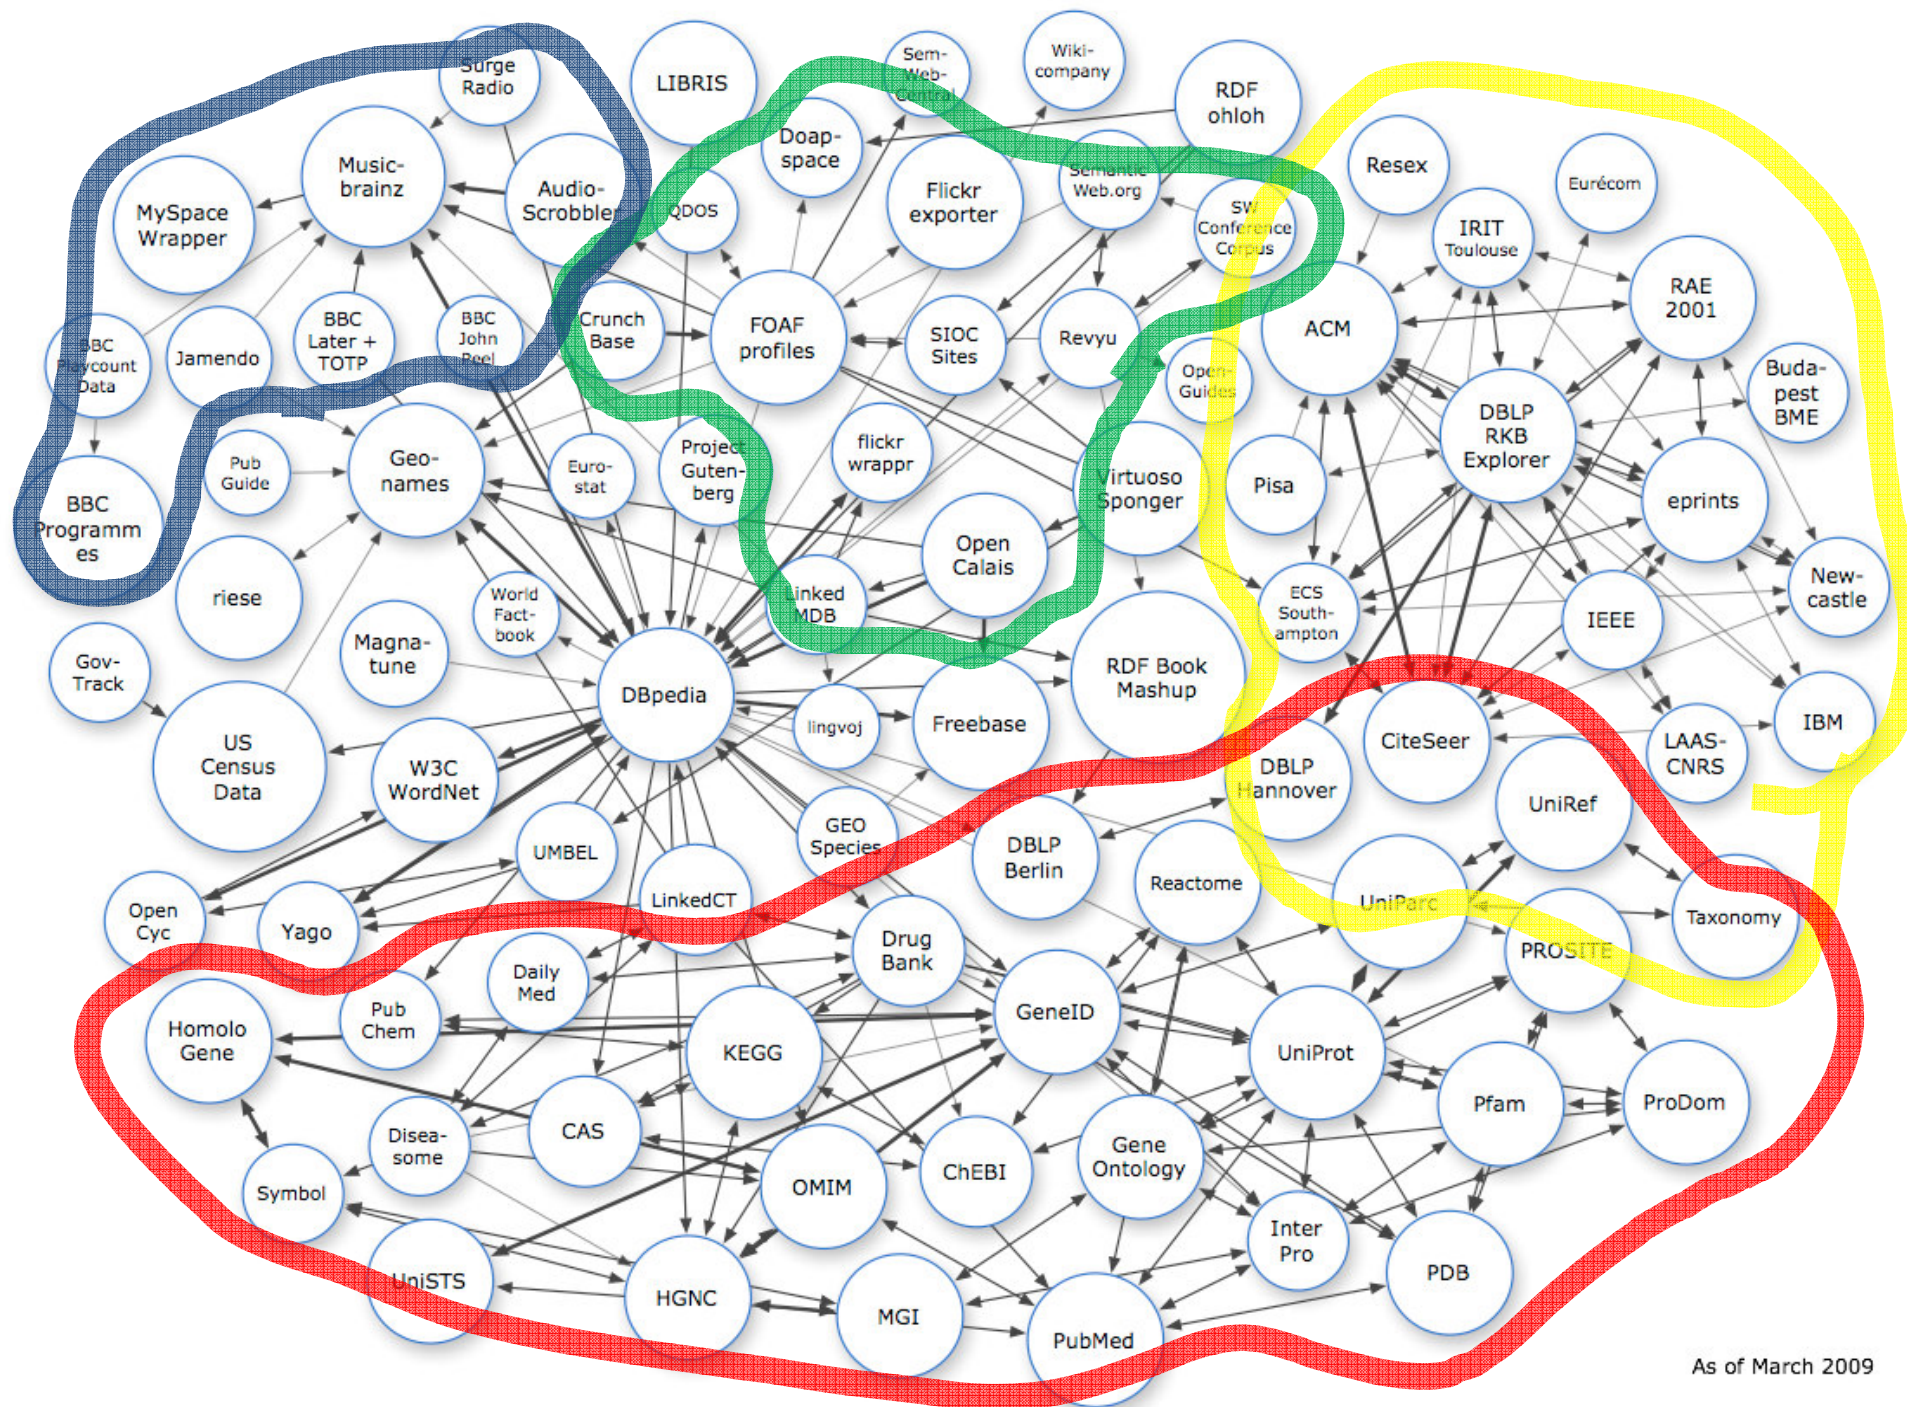 Surge
Radio
LIBRIS
Sem-
Web-
Central
Wiki-
company
RDF
ohloh
Doap-
space
Music-
brainz
MySpace
Wrapper
Audio-
Scrobbler
QDOS
Flickr
exporter
Semantic
Web.org
SW
Conference
Corpus
Resex
Eurécom
IRIT
Toulouse
RAE
2001
BBC
Playcount
Data
Jamendo
BBC
Later +
TOTP
BBC
John
Peel
Crunch
Base
FOAF
profiles
SIOC
Sites
Revyu
Open-
Guides
ACM
DBLP
RKB
Explorer
Buda-
pest
BME
BBC
Programm
es
Pub
Guide
Geo-
names
Euro-
stat
Project
Guten-
berg
flickr
wrappr
Virtuoso
Sponger
Pisa
eprints
riese
World
Fact-
book
Linked
MDB
Open
Calais
ECS
South-
ampton
IEEE
New-
castle
Gov-
Track
Magna-
tune
DBpedia
RDF Book
Mashup
US
Census
Data
W3C
WordNet
lingvoj
Freebase
DBLP
Hannover
CiteSeer
LAAS-
CNRS
IBM
UniRef
UMBEL
GEO
Species
DBLP
Berlin
Reactome
UniParc
Taxonomy
Open
Cyc
Yago
LinkedCT
Drug
Bank
PROSITE
Daily
Med
Pub
Chem
Homolo
Gene
KEGG
GeneID
UniProt
Pfam
ProDom
Disea-
some
CAS
OMIM
ChEBI
Gene
Ontology
Symbol
Inter
Pro
PDB
UniSTS
HGNC
MGI
PubMed
As of March 2009